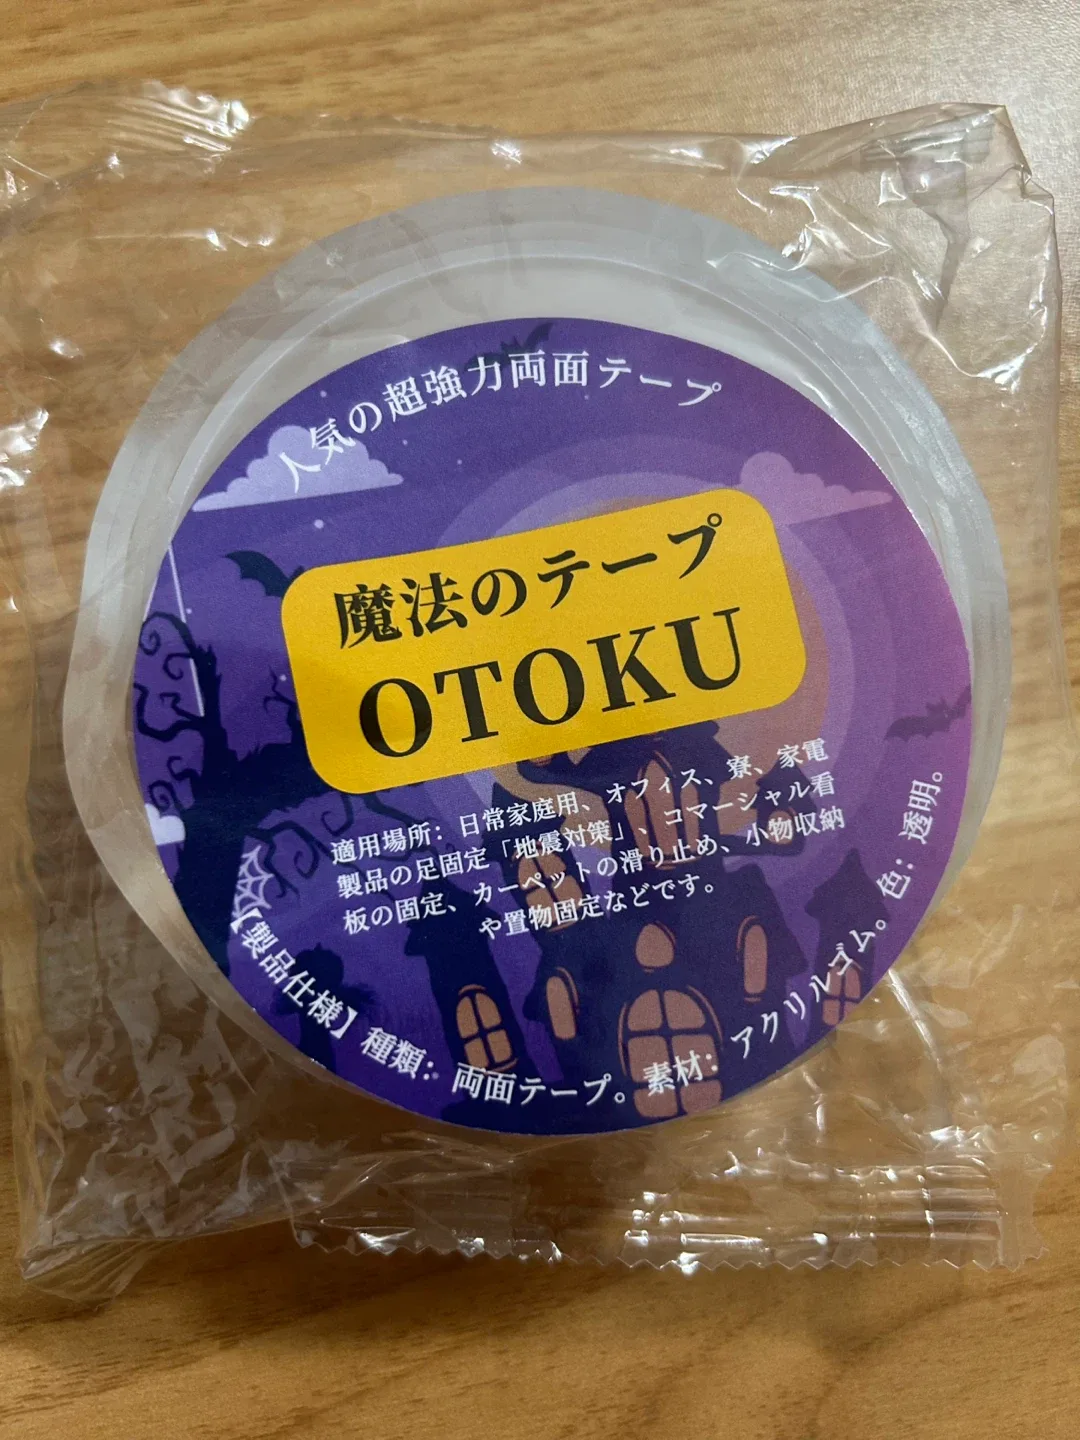 人気の超強力両面テープ
魔法のテープ
OTOKU
適用場所：日常家庭用、オフィス、寮、家電
製品の足固定「地震対策」、コマーシャル看
板の固定、カーペットの滑り止め、小物収納
や置物固定などです。
【製品仕様】種類：両面テープ。素材：アクリルゴム。色：透明。